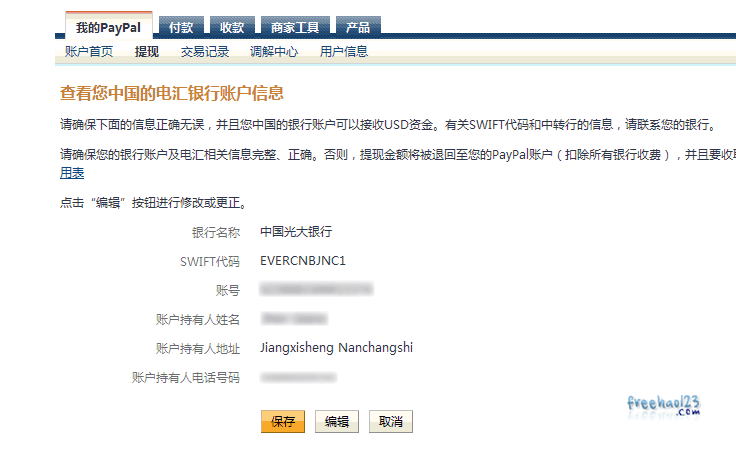 我的PayPal 付款 收款 商家工具 产品
账户首页 提现 交易记录 调解中心 用户信息
查看您中国的电汇银行账户信息
请确保下面的信息正确无误，并且您中国的银行账户可以接收USD资金。有关SWIFT代码和中转行的信息，请联系您的银行。
请确保您的银行账户及电汇相关信息完整、正确。否则，提现金额将被退回至您的PayPal账户（扣除所有银行收费），并且要收取
用表
点击“编辑”按钮进行修改或更正。
银行名称 中国光大银行
SWIFT代码 EVERCNBJNC1
账号
账户持有人姓名
账户持有人地址 Jiangxisheng Nanchangshi
账户持有人电话号码
保存 编辑 取消
freehao123
.com